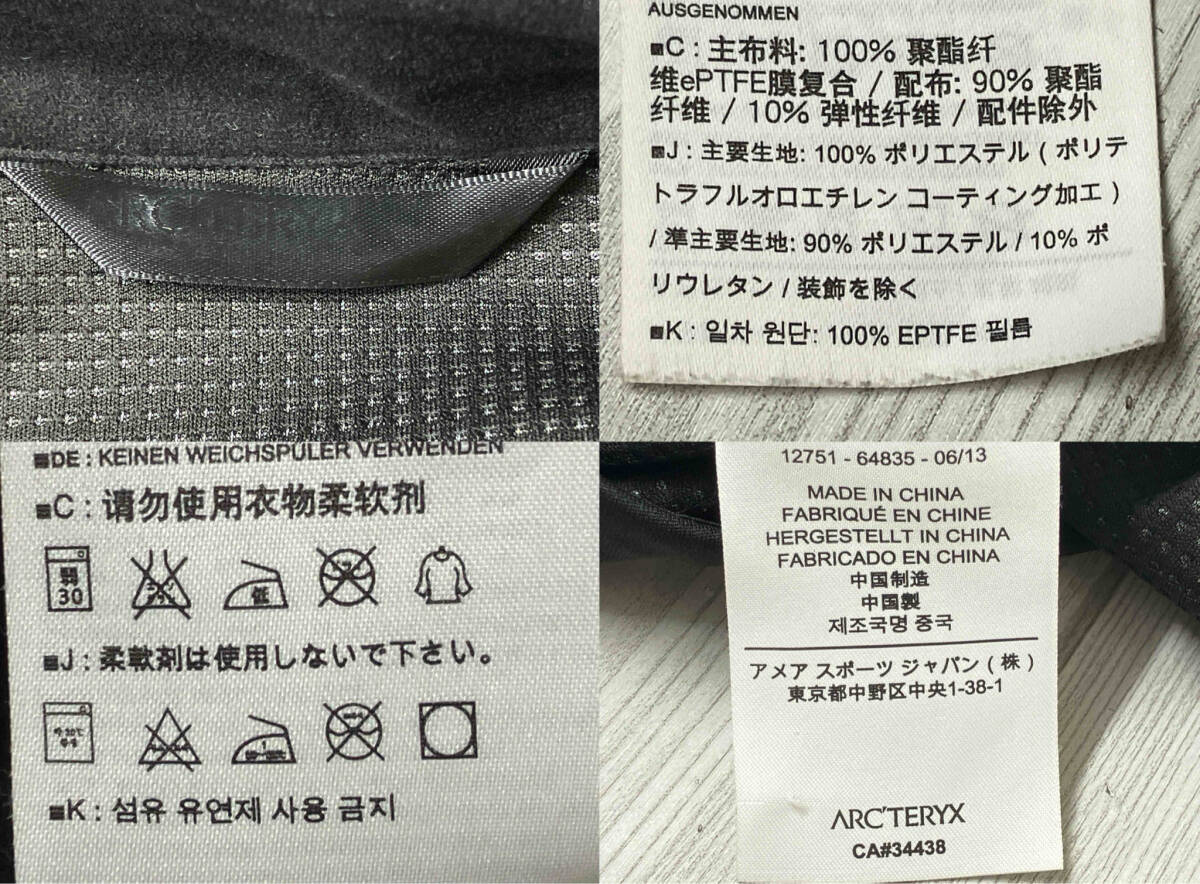 AUSGENOMMEN
■C : 主布料: 100% 聚酯纤
维ePTFE膜复合 / 配布: 90% 聚酯
纤维 / 10% 弹性纤维 / 配件除外
■J : 主要生地: 100% ポリエステル ( ポリテ
トラフルオロエチレン コーティング加工 )
/ 準主要生地: 90% ポリエステル / 10% ポ
リウレタン / 装飾を除く
■K : 일차 원단: 100% EPTFE 필름
■DE : KEINEN WEICHSPÜLER VERWENDEN
■C : 请勿使用衣物柔软剂
弱
30
低
■J : 柔軟剤は使用しないで下さい。
■K : 섬유 유연제 사용 금지
12751 - 64835 - 06/13
MADE IN CHINA
FABRIQUÉ EN CHINE
HERGESTELLT IN CHINA
FABRICADO EN CHINA
中国制造
中国製
제조국명 중국
アメア スポーツ ジャパン ( 株 )
東京都中野区中央1-38-1
ARC'TERYX
CA#34438